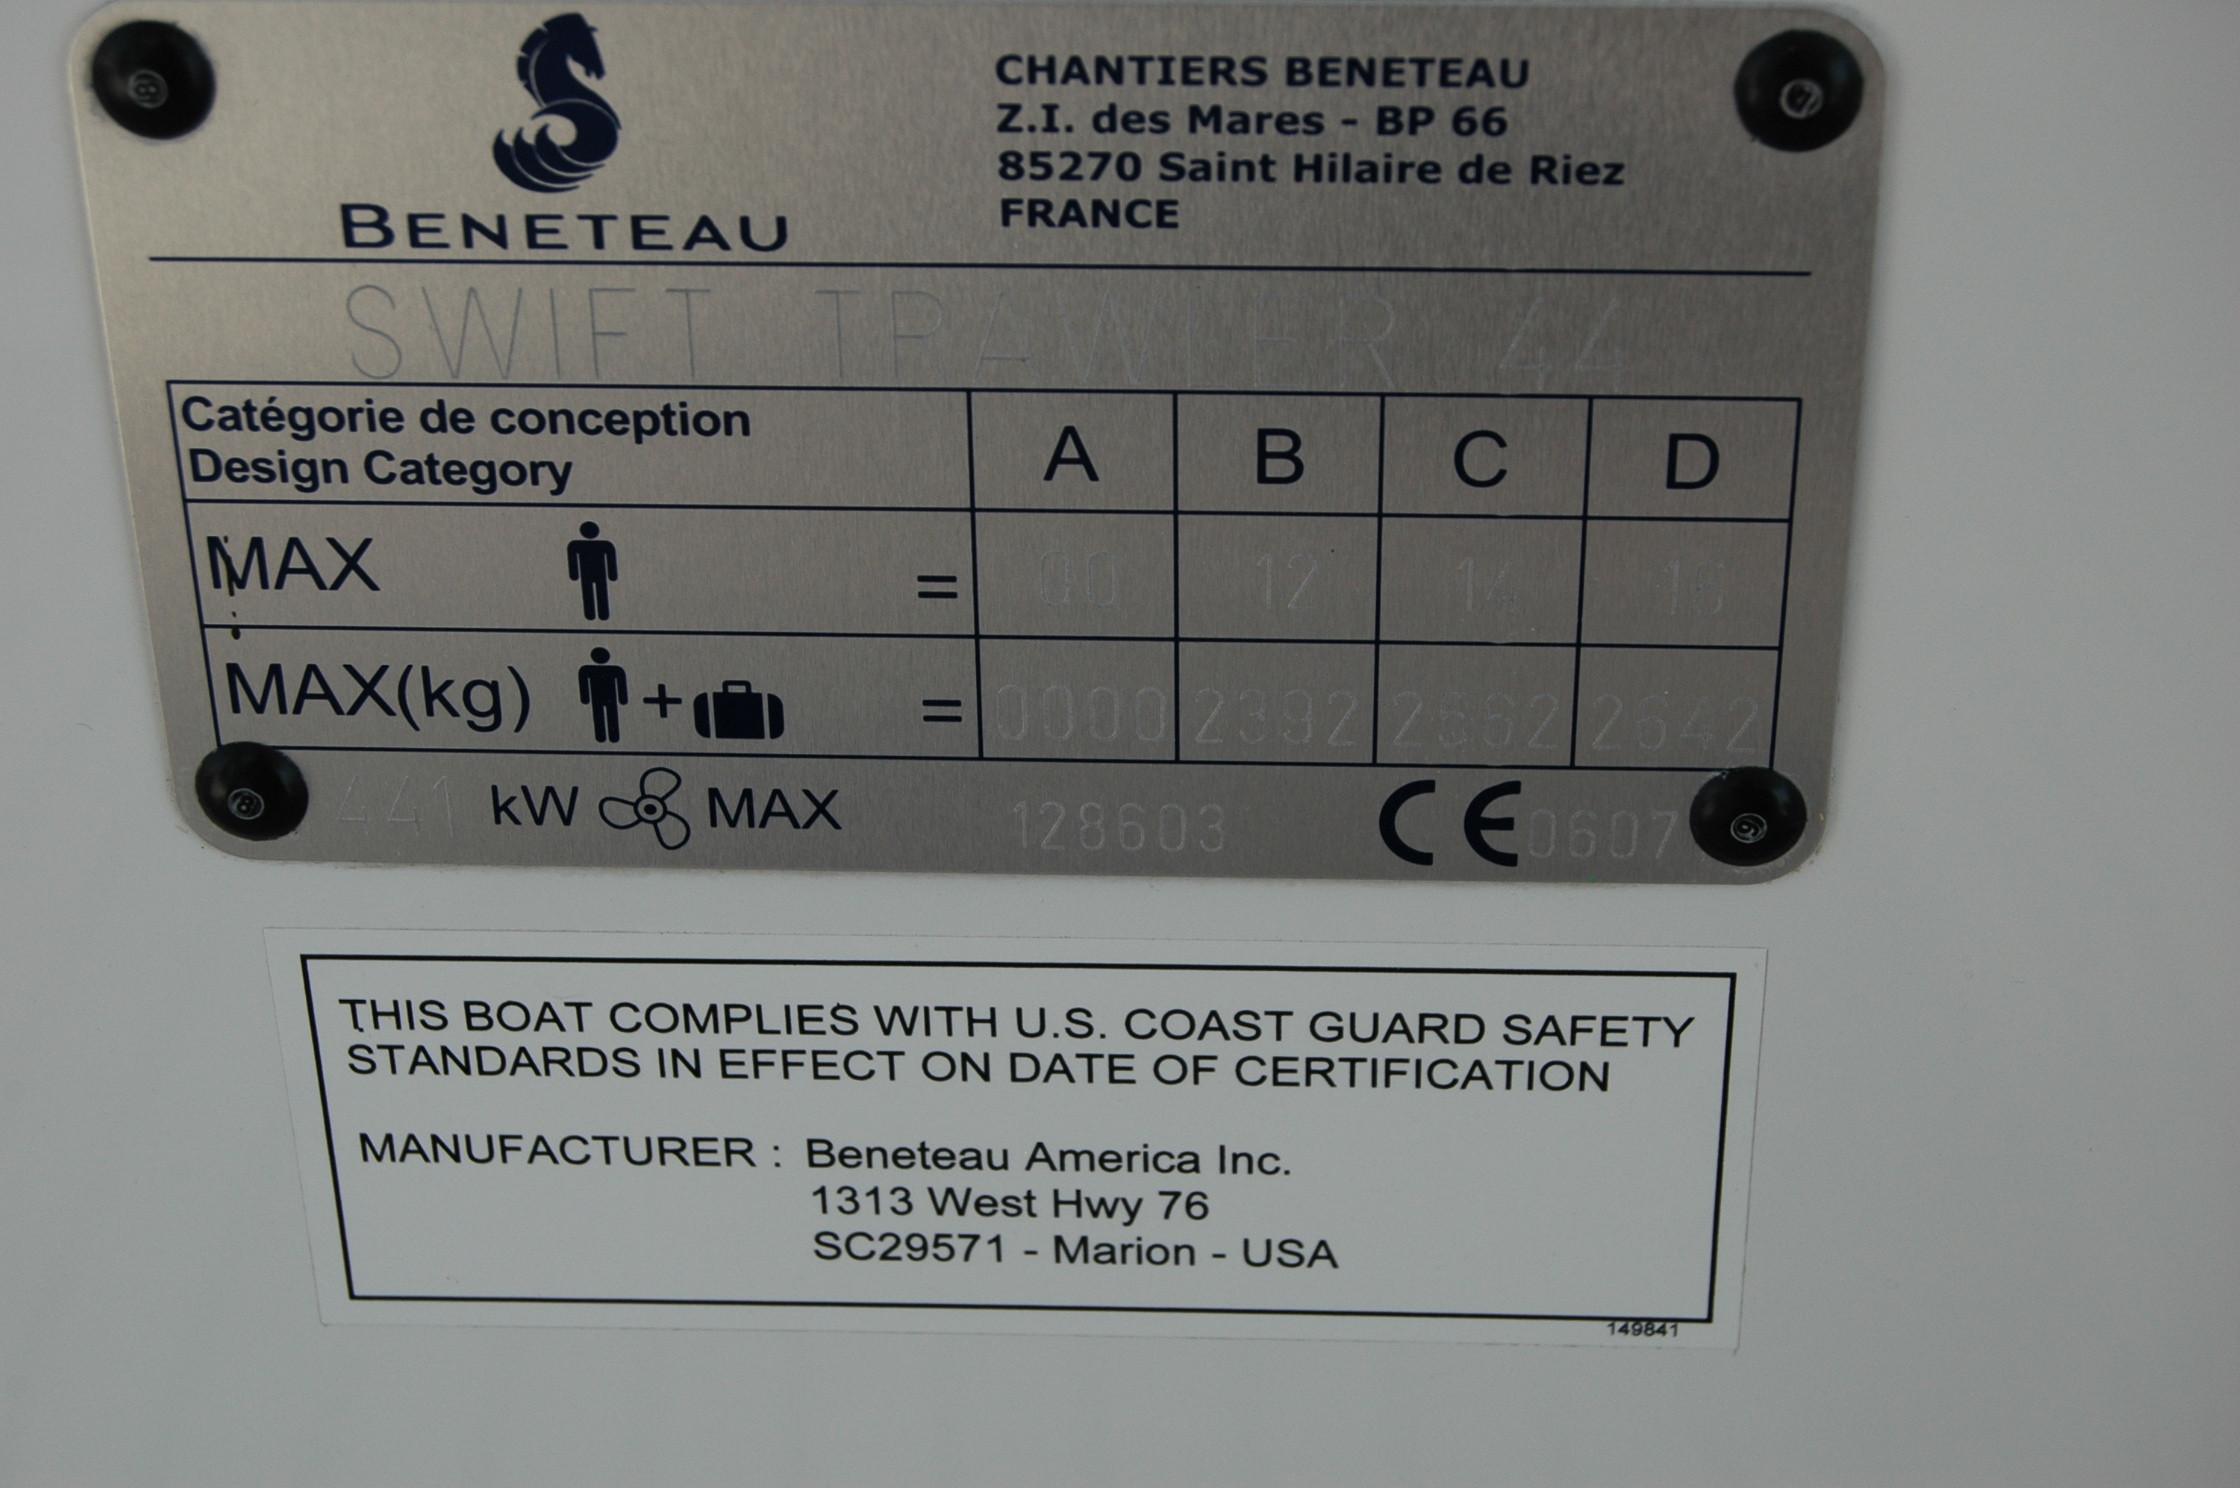 BENETEAU
CHANTIERS BENETEAU
Z.I. des Mares - BP 66
85270 Saint Hilaire de Riez
FRANCE
SWIFT TRAWLER 44
Catégorie de conception
Design Category A B C D
MAX = 00 12 14
MAX(kg) + = 0000
441 kW MAX 128603 CE 0607
THIS BOAT COMPLIES WITH U.S. COAST GUARD SAFETY
STANDARDS IN EFFECT ON DATE OF CERTIFICATION
MANUFACTURER : Beneteau America Inc.
1313 West Hwy 76
SC29571 - Marion - USA
149841